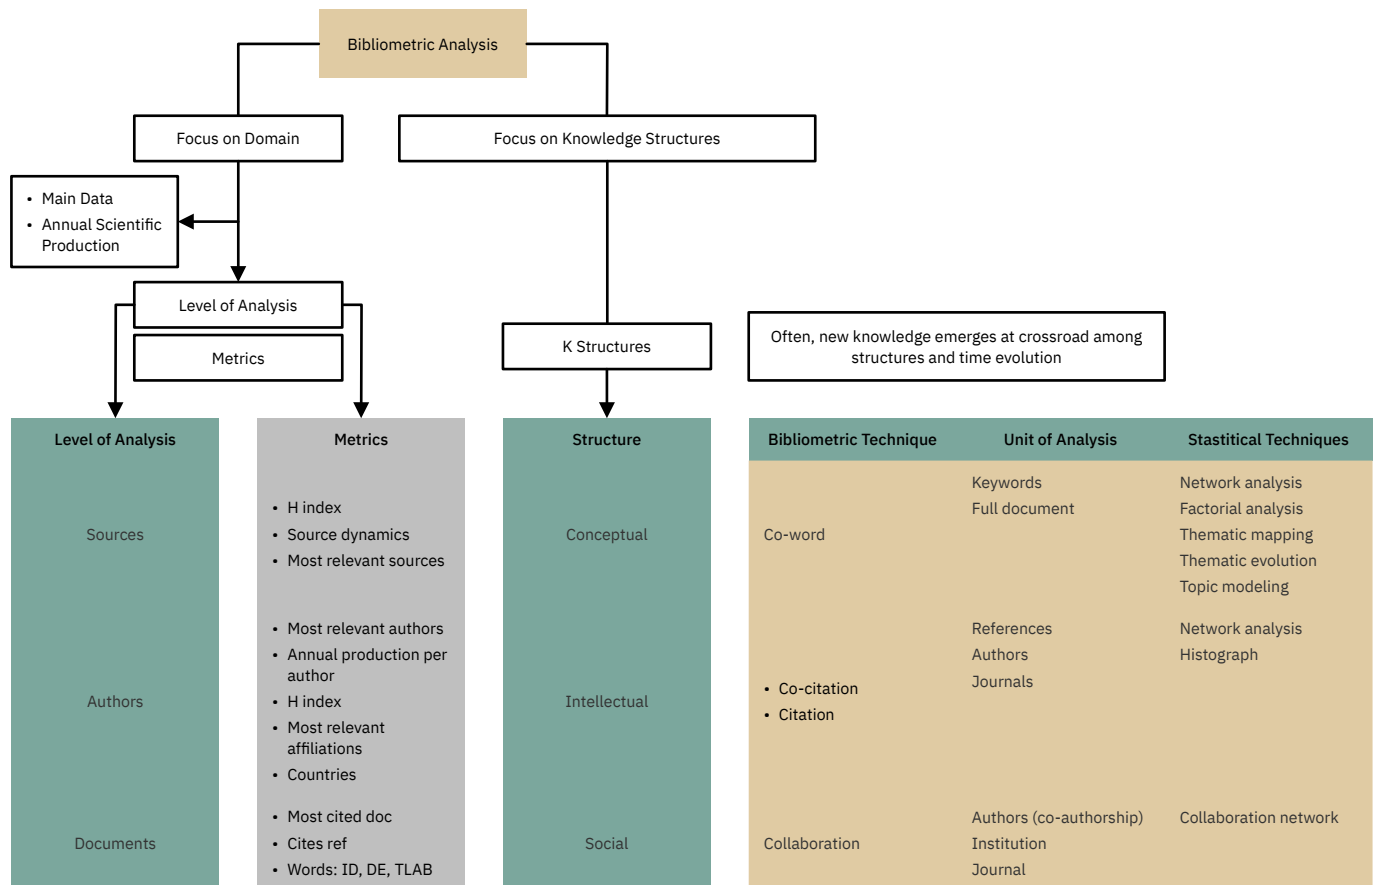 Bibliometric Analysis
Focus on Domain
Focus on Knowledge Structures
• Main Data
• Annual Scientific
Production
Level of Analysis
Metrics
K Structures
Often, new knowledge emerges at crossroad among
structures and time evolution
Level of Analysis
Sources
Authors
Documents
Metrics
• H index
• Source dynamics
• Most relevant sources
• Most relevant authors
• Annual production per
author
• H index
• Most relevant
affiliations
• Countries
• Most cited doc
• Cites ref
• Words: ID, DE, TLAB
Structure
Conceptual
Intellectual
Social
Bibliometric Technique
Unit of Analysis
Stastitical Techniques
Co-word
Keywords
Full document
Network analysis
Factorial analysis
Thematic mapping
Thematic evolution
Topic modeling
• Co-citation
• Citation
References
Authors
Journals
Network analysis
Histograph
Collaboration
Authors (co-authorship)
Institution
Journal
Collaboration network